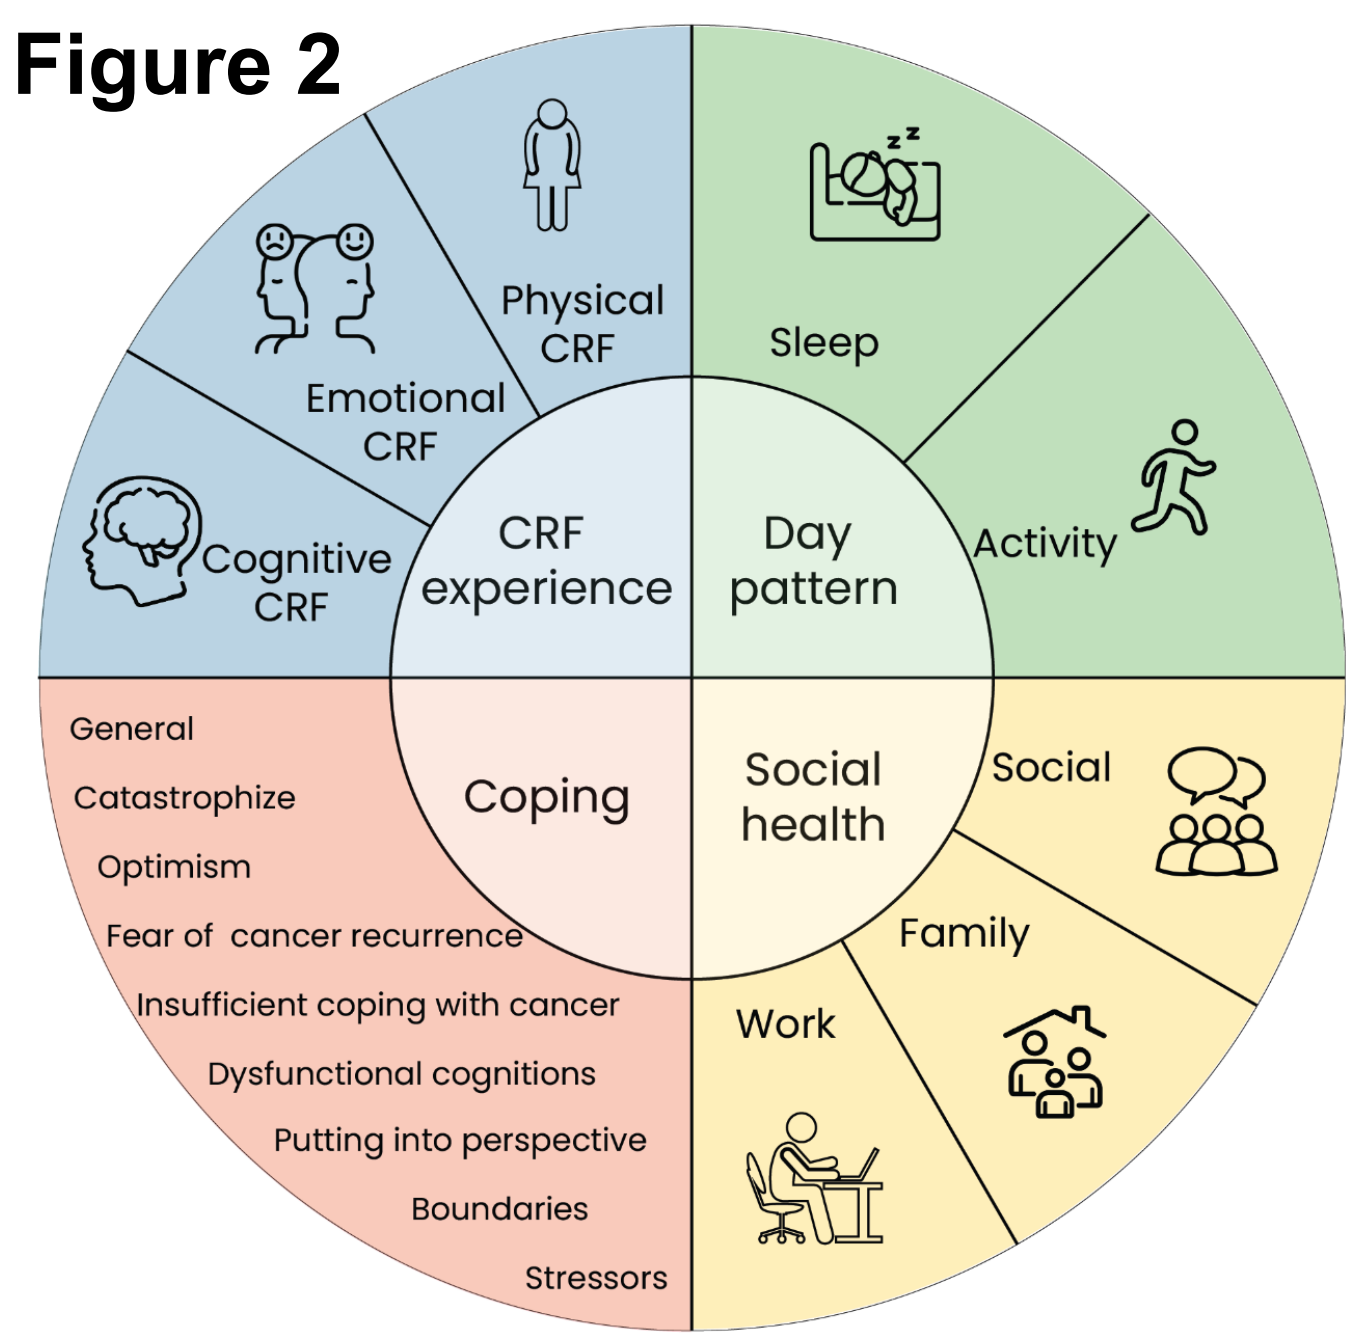 Figure 2
Physical
CRF
Emotional
CRF
Cognitive
CRF
CRF
experience
z z
Sleep
Activity
Day
pattern
Coping
General
Catastrophize
Optimism
Fear of  cancer recurrence
Insufficient coping with cancer
Dysfunctional cognitions
Putting into perspective
Boundaries
Stressors
Social
health
Social
Family
Work